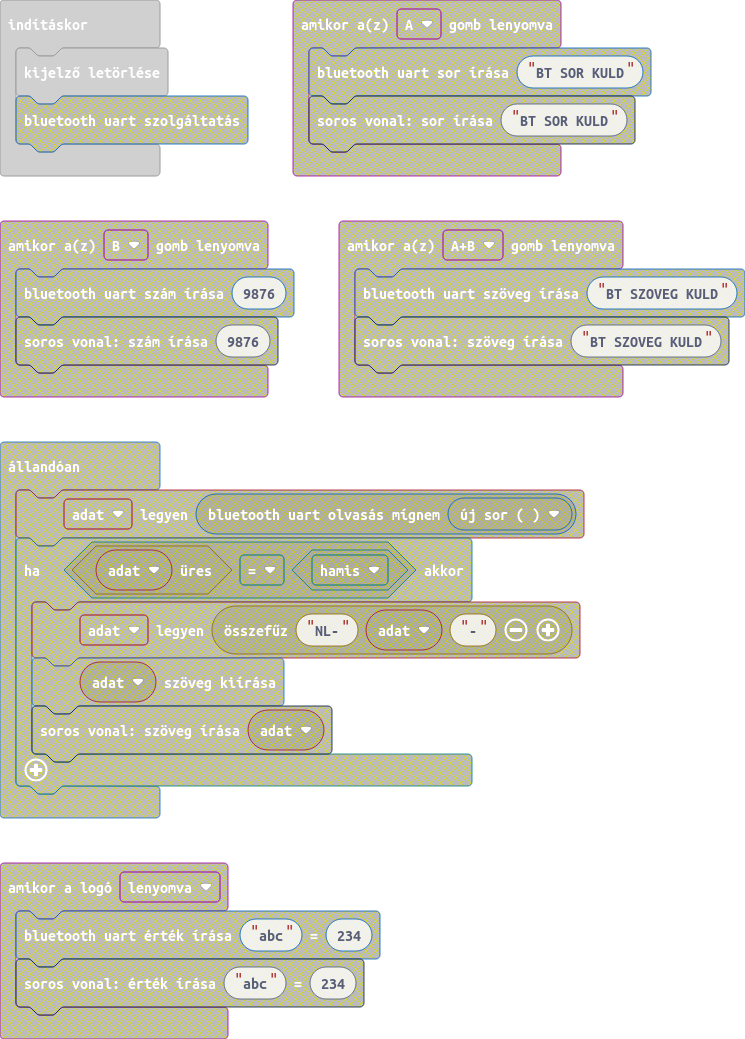 indításkor
kijelző letörlése
bluetooth uart szolgáltatás
amikor a(z) A gomb lenyomva
bluetooth uart sor írása "BT SOR KULD"
soros vonal: sor írása "BT SOR KULD"
amikor a(z) B gomb lenyomva
bluetooth uart szám írása 9876
soros vonal: szám írása 9876
amikor a(z) A+B gomb lenyomva
bluetooth uart szöveg írása "BT SZOVEG KULD"
soros vonal: szöveg írása "BT SZOVEG KULD"
állandóan
adat legyen bluetooth uart olvasás mígnem új sor ( )
ha adat üres = hamis akkor
adat legyen összefűz "NL-" adat "-"
adat szöveg kiírása
soros vonal: szöveg írása adat
amikor a logó lenyomva
bluetooth uart érték írása "abc" = 234
soros vonal: érték írása "abc" = 234